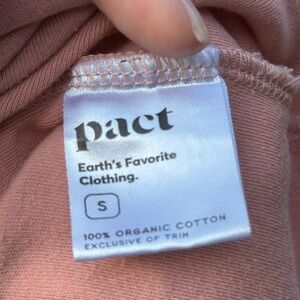 pact
Earth's Favorite
Clothing.
S
100% ORGANIC COTTON
EXCLUSIVE OF TRIM